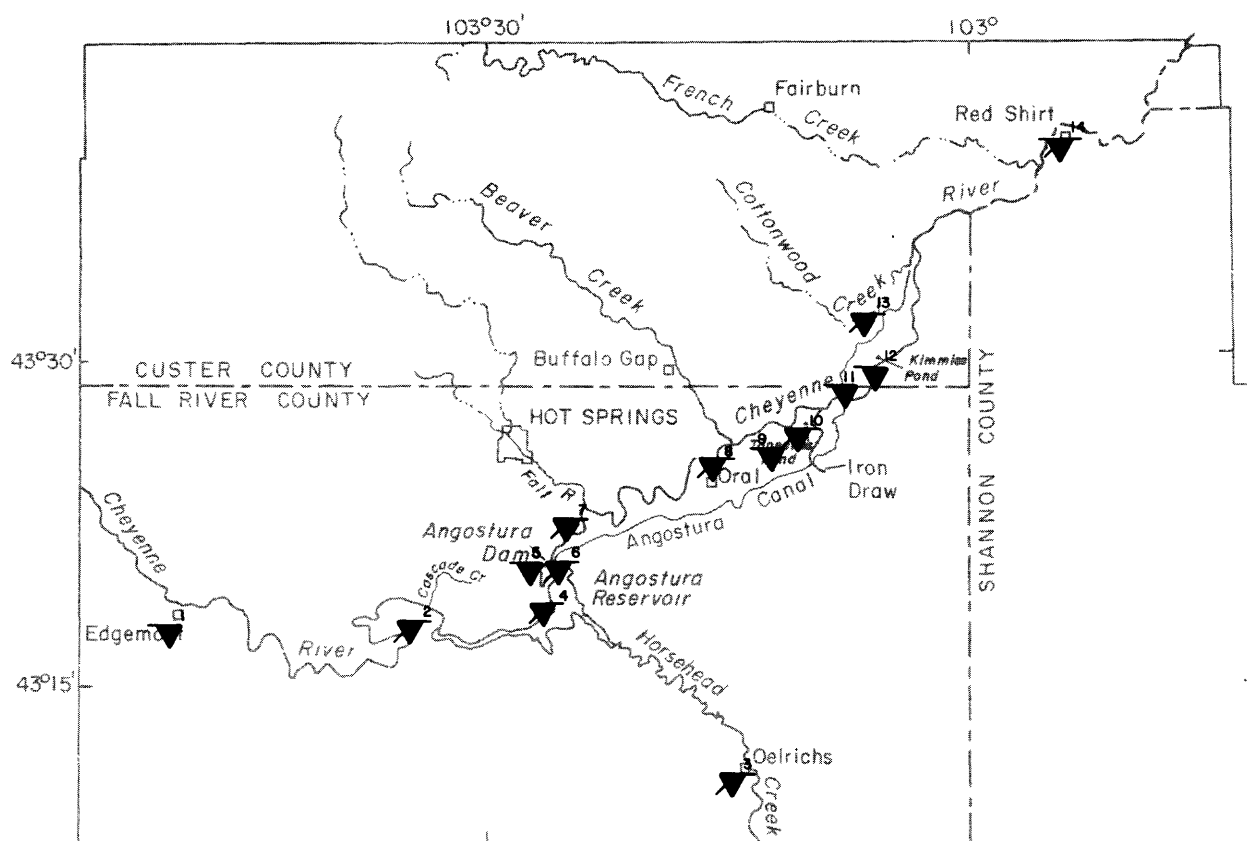 103°30'
103°
French
Creek
Fairburn
Red Shirt
14
River
Beaver
Creek
Cottonwood
Creek
13
43°30'
CUSTER COUNTY
FALL RIVER COUNTY
Buffalo Gap
HOT SPRINGS
12
Pond
11
Cheyenne
10
9
8
Oral
Iron
Draw
SHANNON COUNTY
Fall R
7
Angostura
Canal
Angostura
Dam
5
6
Angostura
Reservoir
Cheyenne
Cascade Cr
4
2
1
Edgemont
River
43°15'
Horsehead
Creek
3
Oelrichs